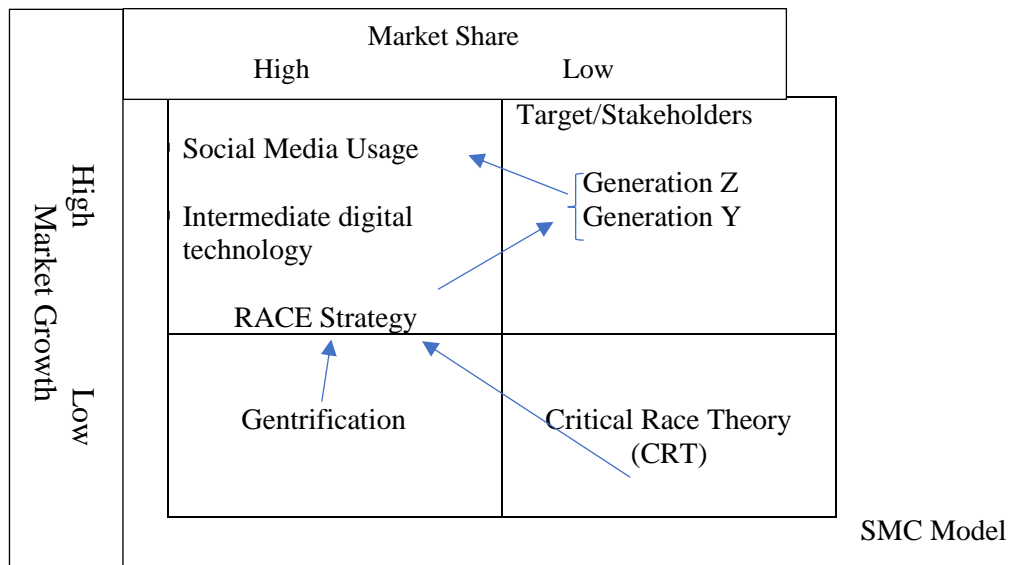 Market Share
High Low
Target/Stakeholders
Social Media Usage
Generation Z
Generation Y
Intermediate digital
technology
RACE Strategy
High
Market Growth
Low
Gentrification
Critical Race Theory
(CRT)
SMC Model